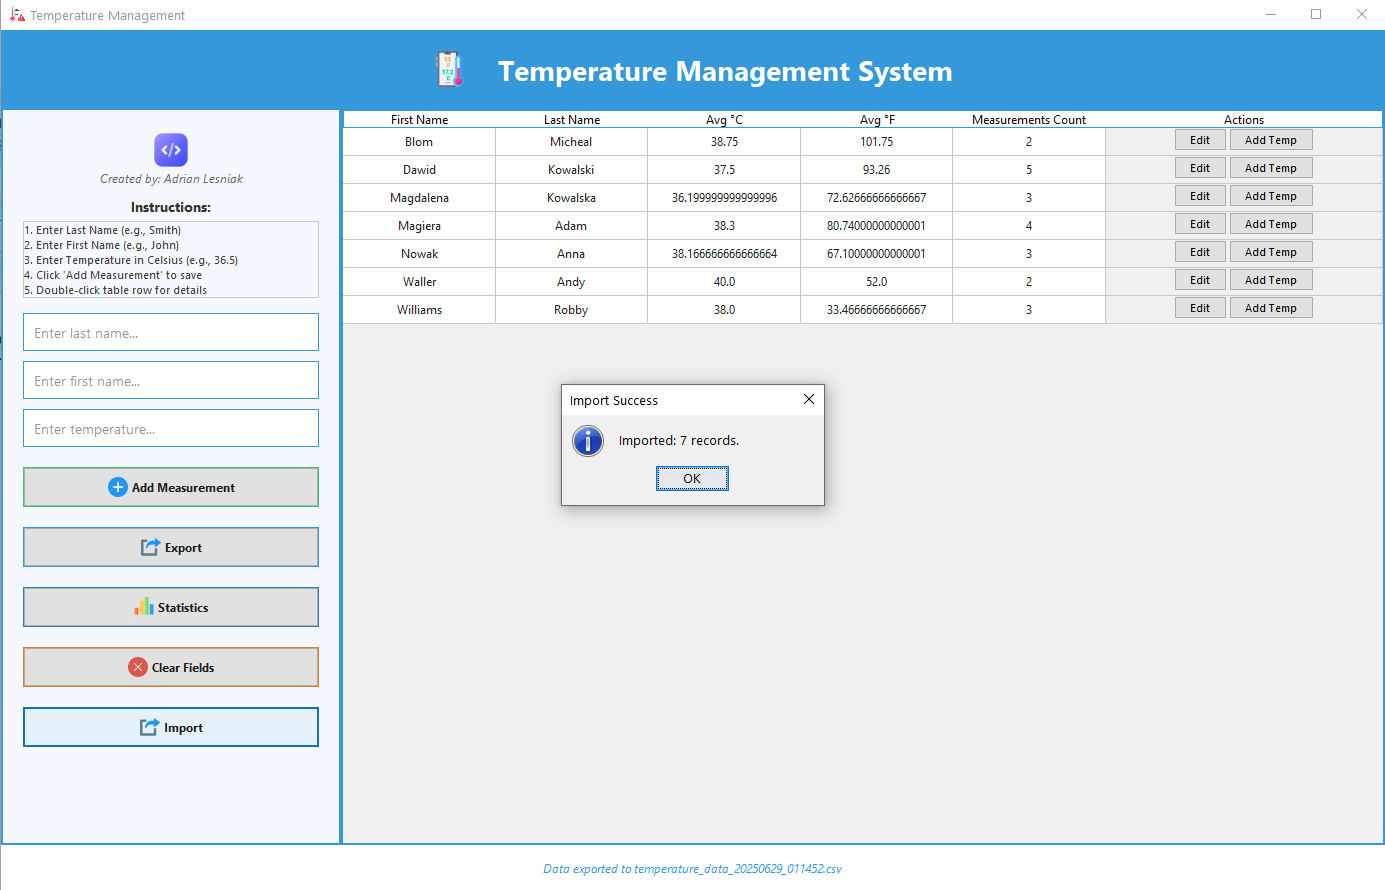 Temperature Management
Temperature Management System
Created by: Adrian Lesniak
Instructions:
1. Enter Last Name (e.g., Smith)
2. Enter First Name (e.g., John)
3. Enter Temperature in Celsius (e.g., 36.5)
4. Click 'Add Measurement' to save
5. Double-click table row for details
Enter last name...
Enter first name...
Enter temperature...
Add Measurement
Export
Statistics
Clear Fields
Import
First Name Last Name Avg °C Avg °F Measurements Count Actions
Blom Micheal 38.75 101.75 2 Edit Add Temp
Dawid Kowalski 37.5 93.26 5 Edit Add Temp
Magdalena Kowalska 36.199999999999996 72.62666666666667 3 Edit Add Temp
Magiera Adam 38.3 80.74000000000001 4 Edit Add Temp
Nowak Anna 38.166666666666664 67.10000000000001 3 Edit Add Temp
Waller Andy 40.0 52.0 2 Edit Add Temp
Williams Robby 38.0 33.46666666666667 3 Edit Add Temp
Import Success
Imported: 7 records.
OK
Data exported to temperature_data_20250629_011452.csv